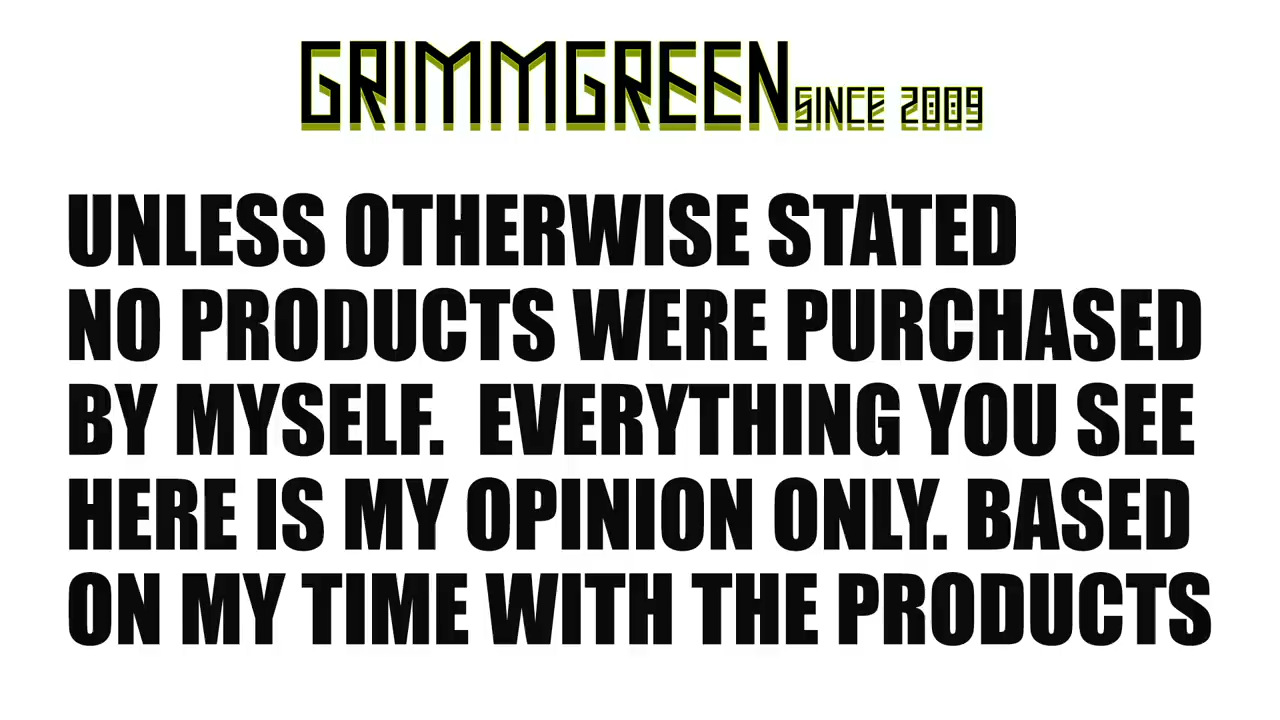 GRIMMGREEN SINCE 2009
UNLESS OTHERWISE STATED
NO PRODUCTS WERE PURCHASED
BY MYSELF. EVERYTHING YOU SEE
HERE IS MY OPINION ONLY. BASED
ON MY TIME WITH THE PRODUCTS